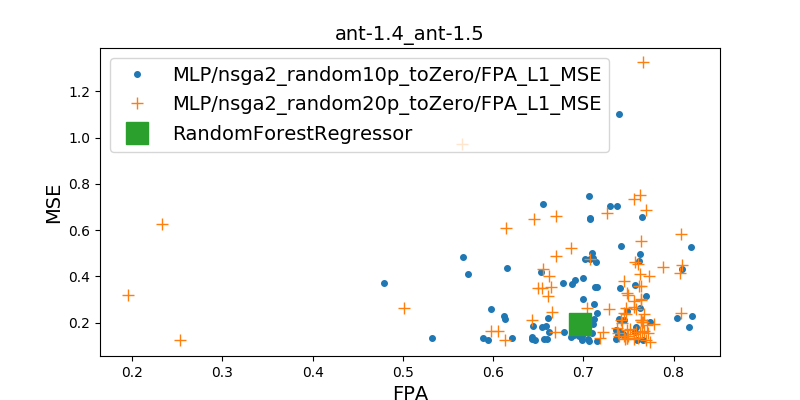 ant-1.4_ant-1.5
MLP/nsga2_random10p_toZero/FPA_L1_MSE
MLP/nsga2_random20p_toZero/FPA_L1_MSE
RandomForestRegressor
MSE
1.2
1.0
0.8
0.6
0.4
0.2
0.2 0.3 0.4 0.5 0.6 0.7 0.8
FPA